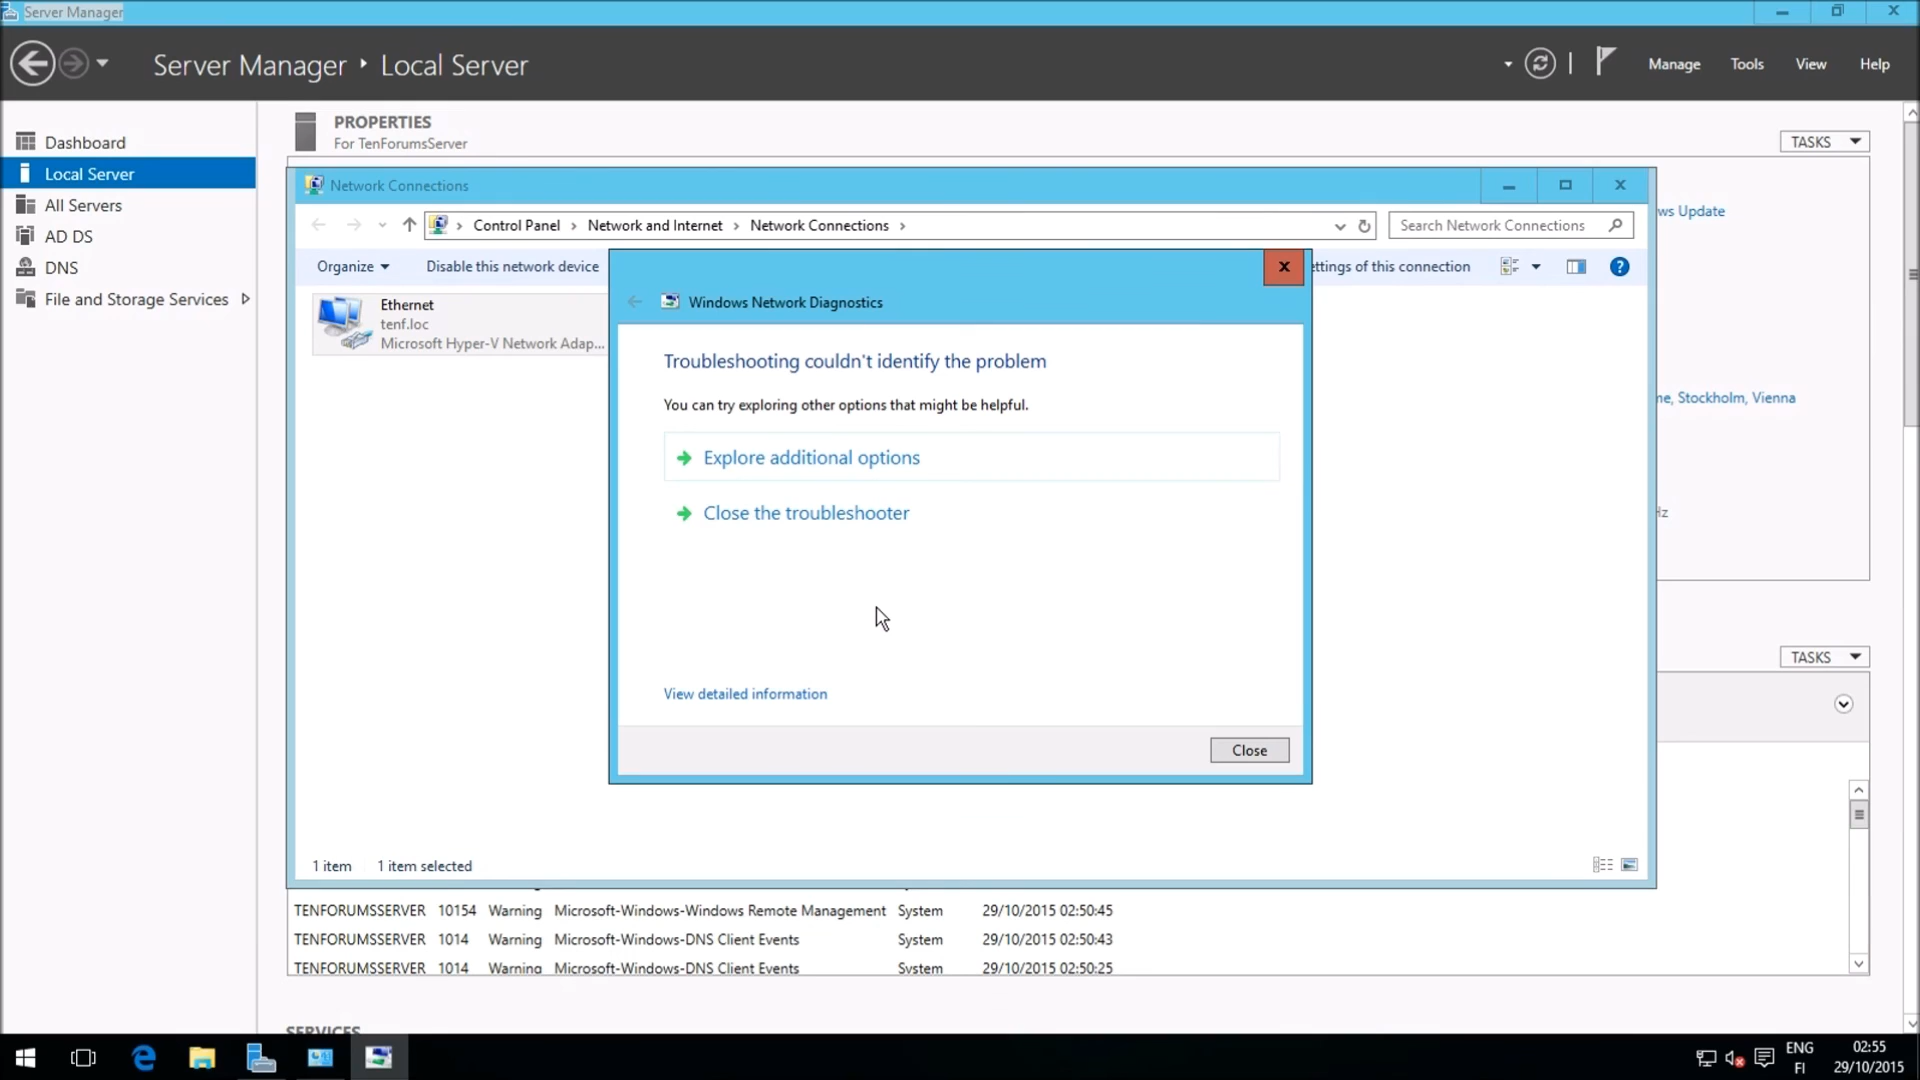 Server Manager
Server Manager ‣ Local Server
Manage Tools View Help
Dashboard
Local Server
All Servers
AD DS
DNS
File and Storage Services
PROPERTIES
For TenForumsServer
TASKS
Network Connections
Control Panel > Network and Internet > Network Connections >
Search Network Connections
Organize
Disable this network device
ettings of this connection
Ethernet
tenf.loc
Microsoft Hyper-V Network Adap...
Windows Network Diagnostics
Troubleshooting couldn't identify the problem
You can try exploring other options that might be helpful.
Explore additional options
Close the troubleshooter
View detailed information
Close
1 item 1 item selected
ws Update
me, Stockholm, Vienna
Hz
TASKS
TENFORUMSSERVER 10154 Warning Microsoft-Windows-Windows Remote Management System 29/10/2015 02:50:45
TENFORUMSSERVER 1014 Warning Microsoft-Windows-DNS Client Events System 29/10/2015 02:50:43
TENFORUMSSERVER 1014 Warning Microsoft-Windows-DNS Client Events System 29/10/2015 02:50:25
SERVICES
ENG
FI
02:55
29/10/2015